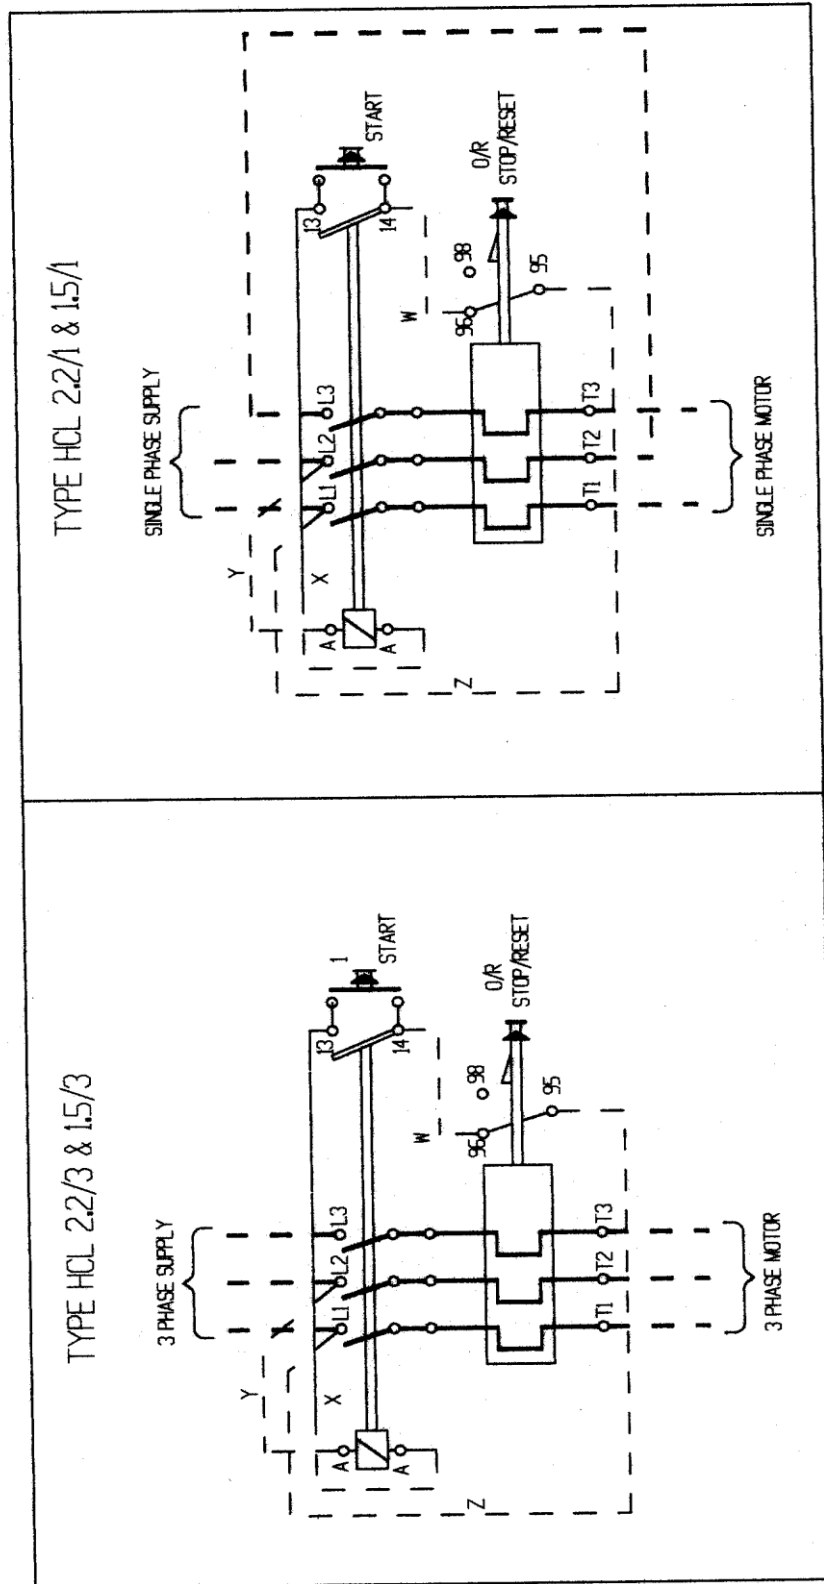 TYPE HCL 2.2/3 & 1.5/3
3 PHASE SUPPLY
Y
X
L1
L2
L3
13
14
1
START
A
A
W
96
98
95
O/R
STOP/RESET
Z
T1
T2
T3
3 PHASE MOTOR
TYPE HCL 2.2/1 & 1.5/1
SINGLE PHASE SUPPLY
Y
X
L1
L2
L3
13
14
START
A
A
W
96
98
95
O/R
STOP/RESET
Z
T1
T2
T3
SINGLE PHASE MOTOR